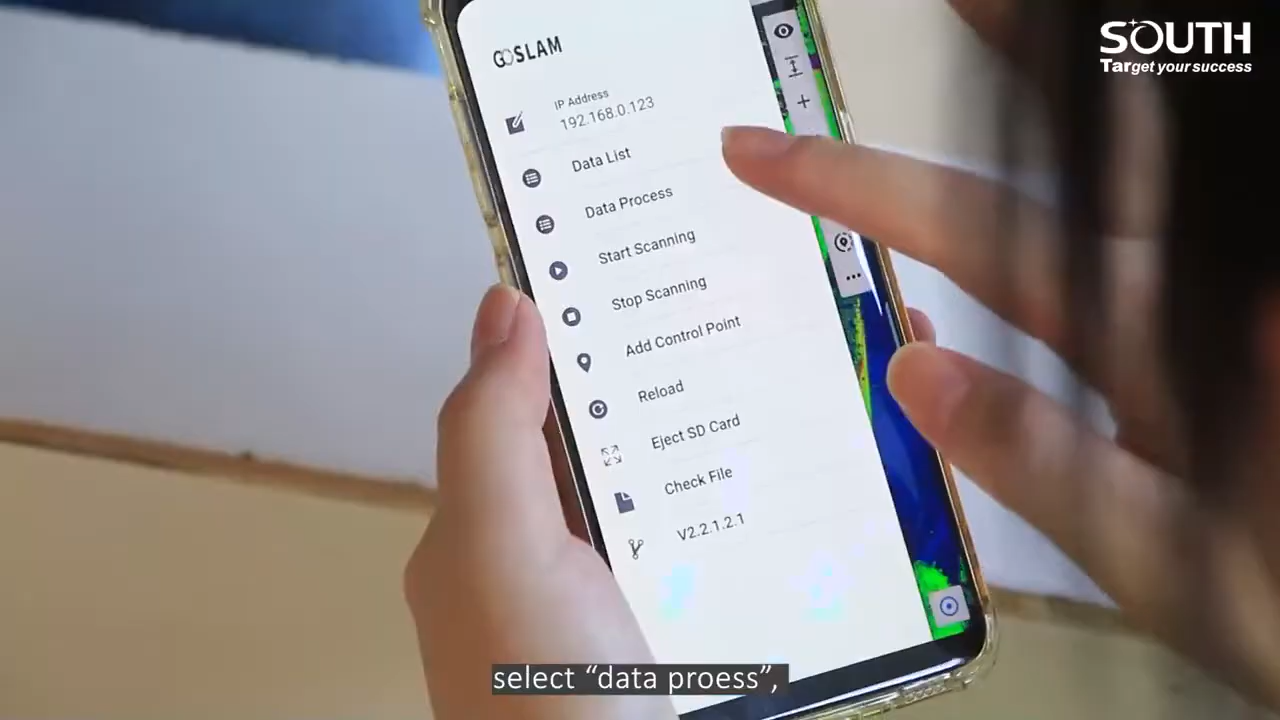 GOSLAM
IP Address
192.168.0.123
Data List
Data Process
Start Scanning
Stop Scanning
Add Control Point
Reload
Eject SD Card
Check File
V2.2.1.2.1
SOUTH
Target your success
select “data proess”,